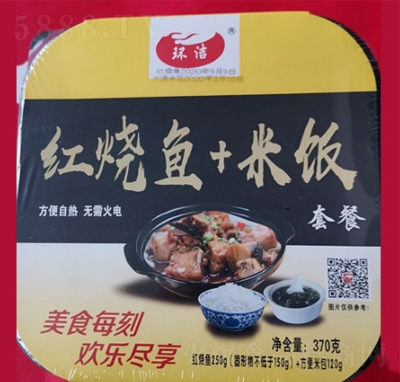 5888.TV
环洁®
红烧鱼+米饭
方便自热 无需火电
套餐
图片仅供参考!
美食每刻
欢乐尽享
净含量：370克
红烧鱼250g（固形物不低于150g）+方便米包120g